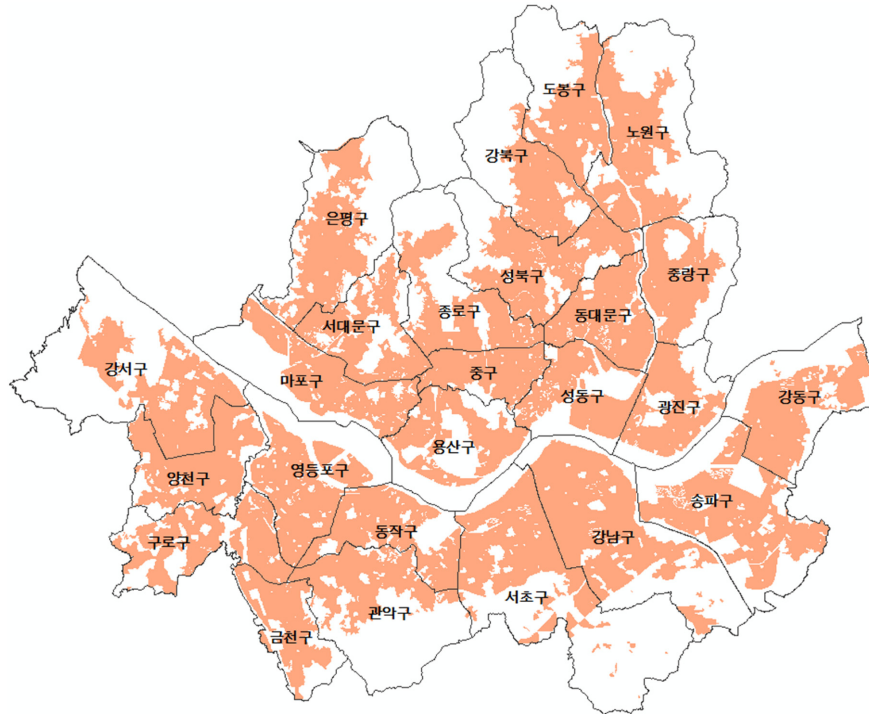 도봉구
노원구
강북구
은평구
성북구
중랑구
종로구
동대문구
서대문구
강서구
중구
마포구
성동구
강동구
광진구
용산구
영등포구
양천구
송파구
동작구
강남구
구로구
서초구
관악구
금천구